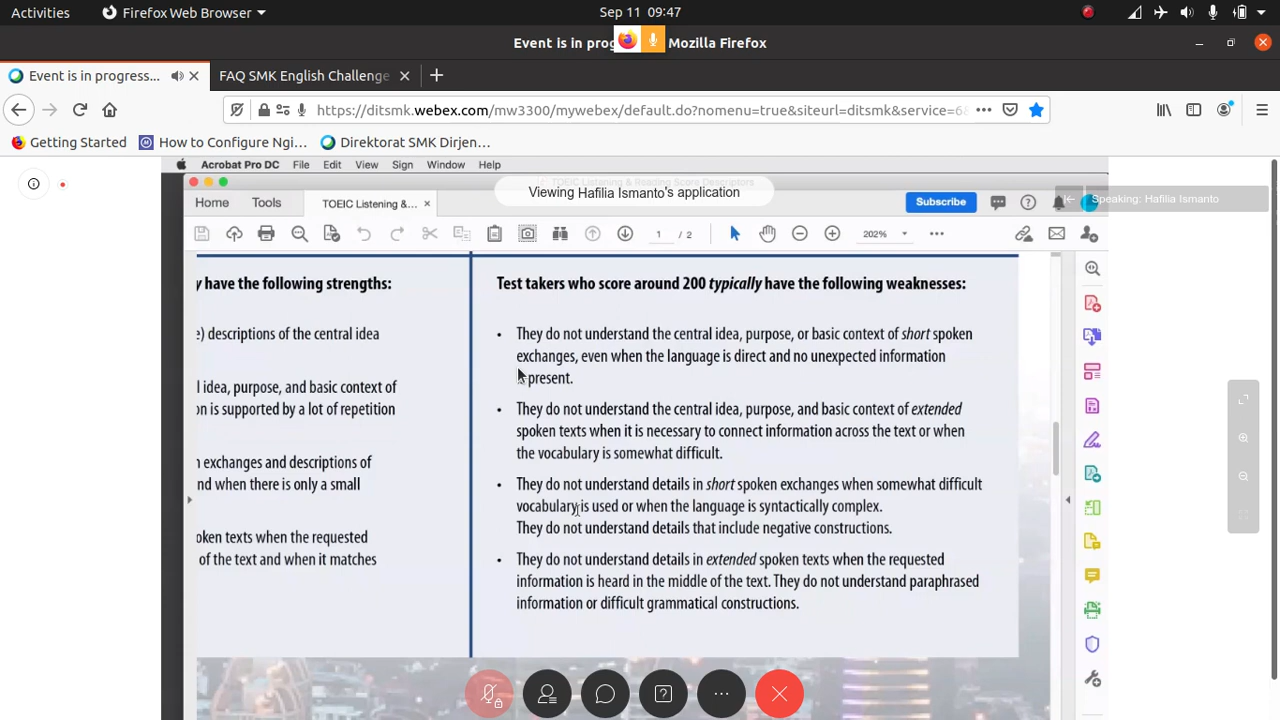 Activities
Firefox Web Browser
Sep 11 09:47
Event is in prog
Mozilla Firefox
Event is in progress...
FAQ SMK English Challenge
https://ditsmk.webex.com/mw3300/mywebex/default.do?nomenu=true&siteurl=ditsmk&service=6
Getting Started
How to Configure Ngi...
Direktorat SMK Dirjen...
Acrobat Pro DC File Edit View Sign Window Help
Viewing Hafilia Ismanto's application
Speaking: Hafilia Ismanto
Home
Tools
TOEIC Listening &...
Subscribe
1 / 2
202%
have the following strengths:
descriptions of the central idea
idea, purpose, and basic context of
is supported by a lot of repetition
exchanges and descriptions of
when there is only a small
spoken texts when the requested
of the text and when it matches
Test takers who score around 200 typically have the following weaknesses:
• They do not understand the central idea, purpose, or basic context of short spoken
exchanges, even when the language is direct and no unexpected information
present.
• They do not understand the central idea, purpose, and basic context of extended
spoken texts when it is necessary to connect information across the text or when
the vocabulary is somewhat difficult.
• They do not understand details in short spoken exchanges when somewhat difficult
vocabulary is used or when the language is syntactically complex.
They do not understand details that include negative constructions.
• They do not understand details in extended spoken texts when the requested
information is heard in the middle of the text. They do not understand paraphrased
information or difficult grammatical constructions.